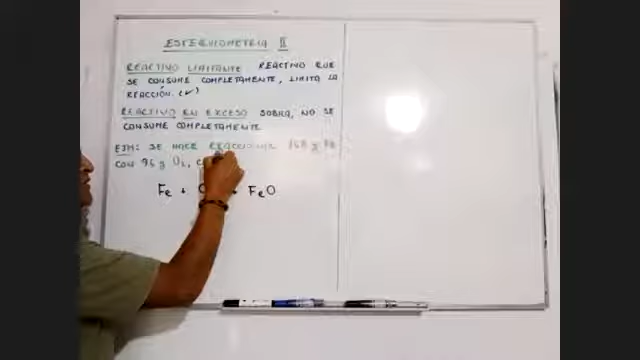 ESTEQUIOMETRIA II
REACTIVO LIMITANTE REACTIVO QUE
SE CONSUME COMPLETAMENTE, LIMITA LA
REACCIÓN. (✓)
REACTIVO EN EXCESO SOBRA, NO SE
CONSUME COMPLETAMENTE
EJM: SE HACE REACCIONAR 168 g Fe
CON 96 g O2,
Fe + FeO